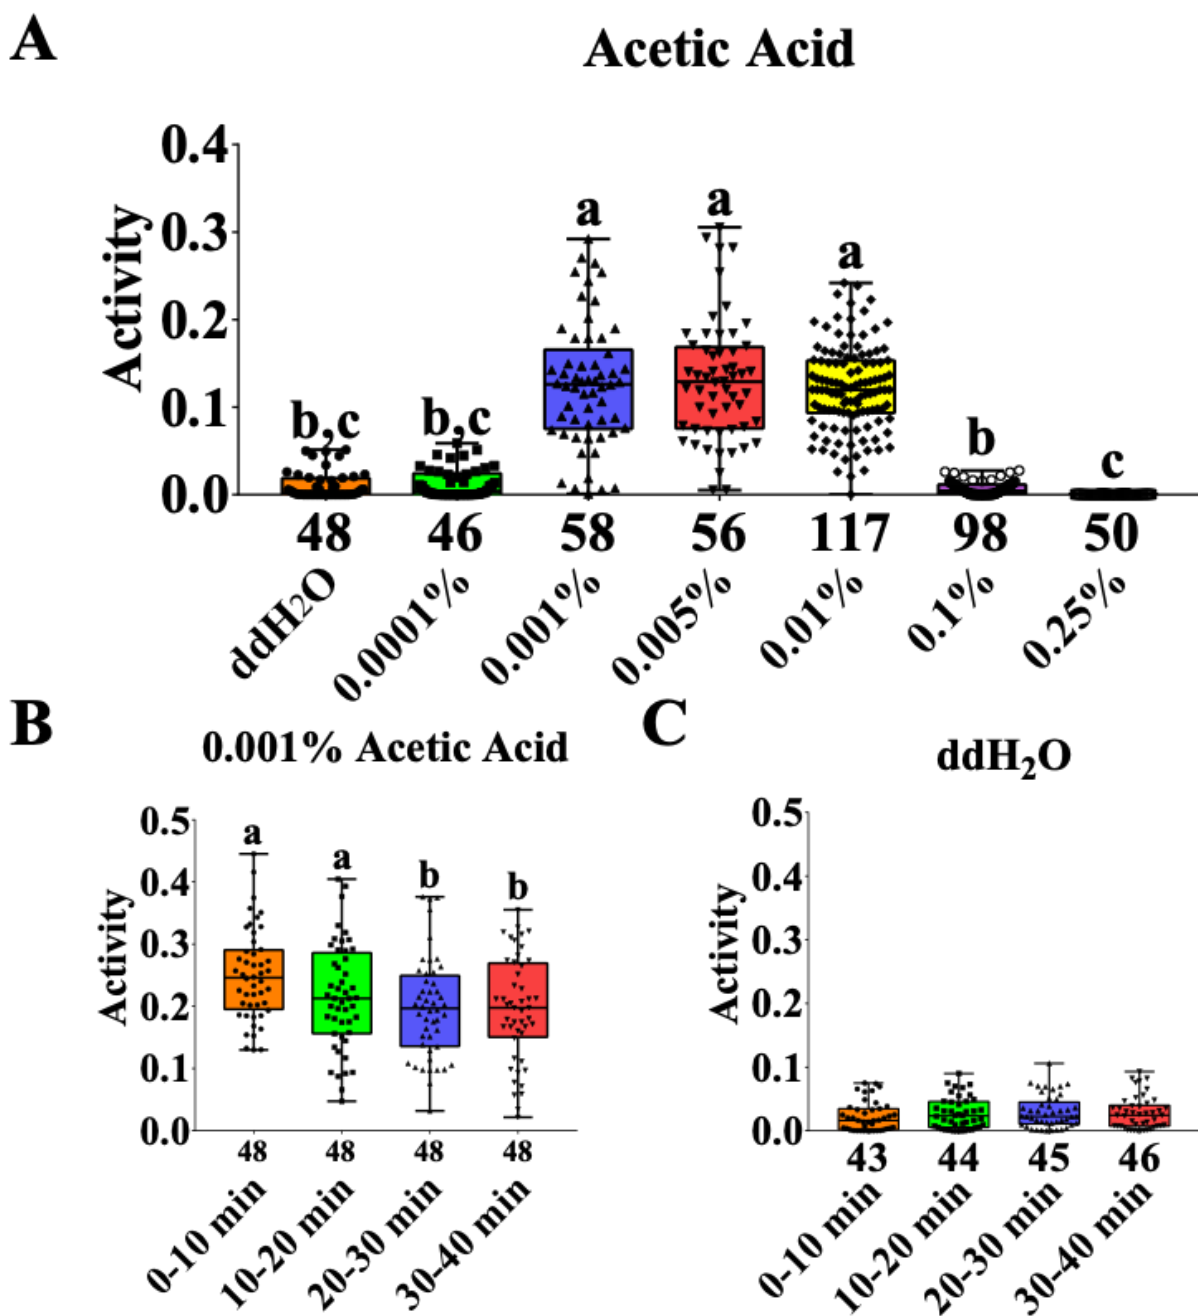 A
Acetic Acid
Activity
0.4
0.3
0.2
0.1
0.0
b,c
b,c
a
a
a
b
c
48 46 58 56 117 98 50
ddH₂O 0.0001% 0.001% 0.005% 0.01% 0.1% 0.25%
B
0.001% Acetic Acid
Activity
0.5
0.4
0.3
0.2
0.1
0.0
a
a
b
b
48 48 48 48
0-10 min 10-20 min 20-30 min 30-40 min
C
ddH₂O
Activity
0.5
0.4
0.3
0.2
0.1
0.0
43 44 45 46
0-10 min 10-20 min 20-30 min 30-40 min